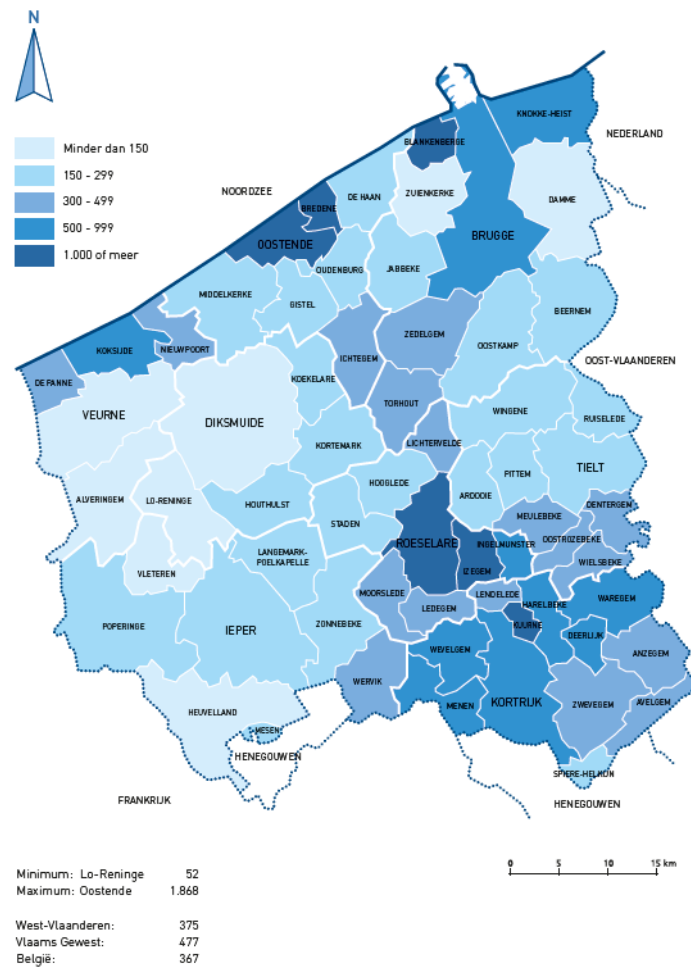 N
Minder dan 150
150 - 299
300 - 499
500 - 999
1.000 of meer
NOORDZEE
NEDERLAND
KNOKKE-HEIST
BLANKENBERGE
ZUIENKERKE
DE HAAN
BREDENE
DAMME
BRUGGE
OOSTENDE
OUDENBURG
JABBEKE
MIDDELKERKE
GISTEL
BEERNEM
ZEDELGEM
OOSTKAMP
KOKSIJDE
NIEUWPOORT
ICHTEGEM
OOST-VLAANDEREN
DE PANNE
KOEKELARE
TORHOUT
VEURNE
DIKSMUIDE
WINGENE
RUISELEDE
KORTEMARK
LICHTERVELDE
TIELT
HOOGLEDE
PITTEM
ARDOOIE
ALVERINGEM
LO-RENINGE
HOUTHULST
DENTERGEM
MEULEBEKE
STADEN
OOSTROZEBEKE
ROESELARE
INGELMUNSTER
LANGEMARK-
POELKAPELLE
WIELSBEKE
IZEGEM
VLETEREN
MOORSLEDE
LENDELEDE
WAREGEM
HARELBEKE
LEDEGEM
POPERINGE
IEPER
ZONNEBEKE
KUURNE
DEERLIJK
WEVELGEM
ANZEGEM
WERVIK
KORTRIJK
ZWEVEGEM
AVELGEM
MENEN
HEUVELLAND
MESEN
HENEGOUWEN
SPIERE-HELKIJN
FRANKRIJK
HENEGOUWEN
Minimum: Lo-Reninge 52
Maximum: Oostende 1.868
0 5 10 15 km
West-Vlaanderen: 375
Vlaams Gewest: 477
België: 367